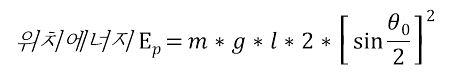 위치에너지 E_p = m * g * l * 2 * [sin θ_0/2]^2